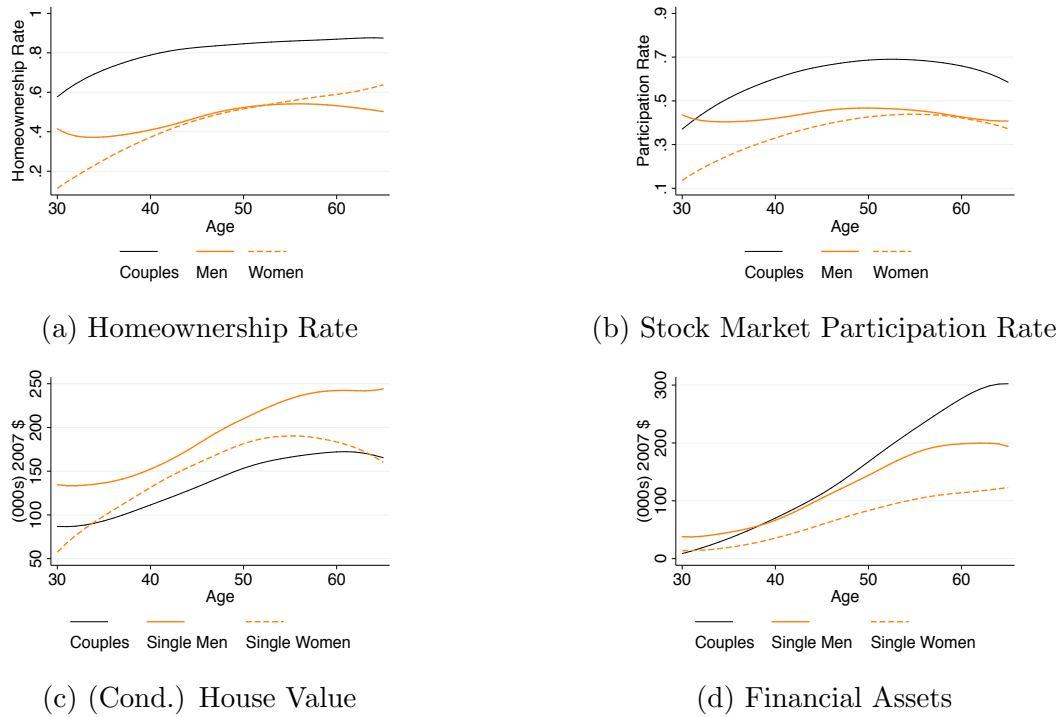 Homeownership Rate
1
.8
.6
.4
.2
30 40 50 60
Age
Couples Men Women
(a) Homeownership Rate
Participation Rate
.9
.7
.5
.3
.1
30 40 50 60
Age
Couples Men Women
(b) Stock Market Participation Rate
(000s) 2007 $
250
200
150
100
50
30 40 50 60
Age
Couples Single Men Single Women
(c) (Cond.) House Value
(000s) 2007 $
300
200
100
0
30 40 50 60
Age
Couples Single Men Single Women
(d) Financial Assets